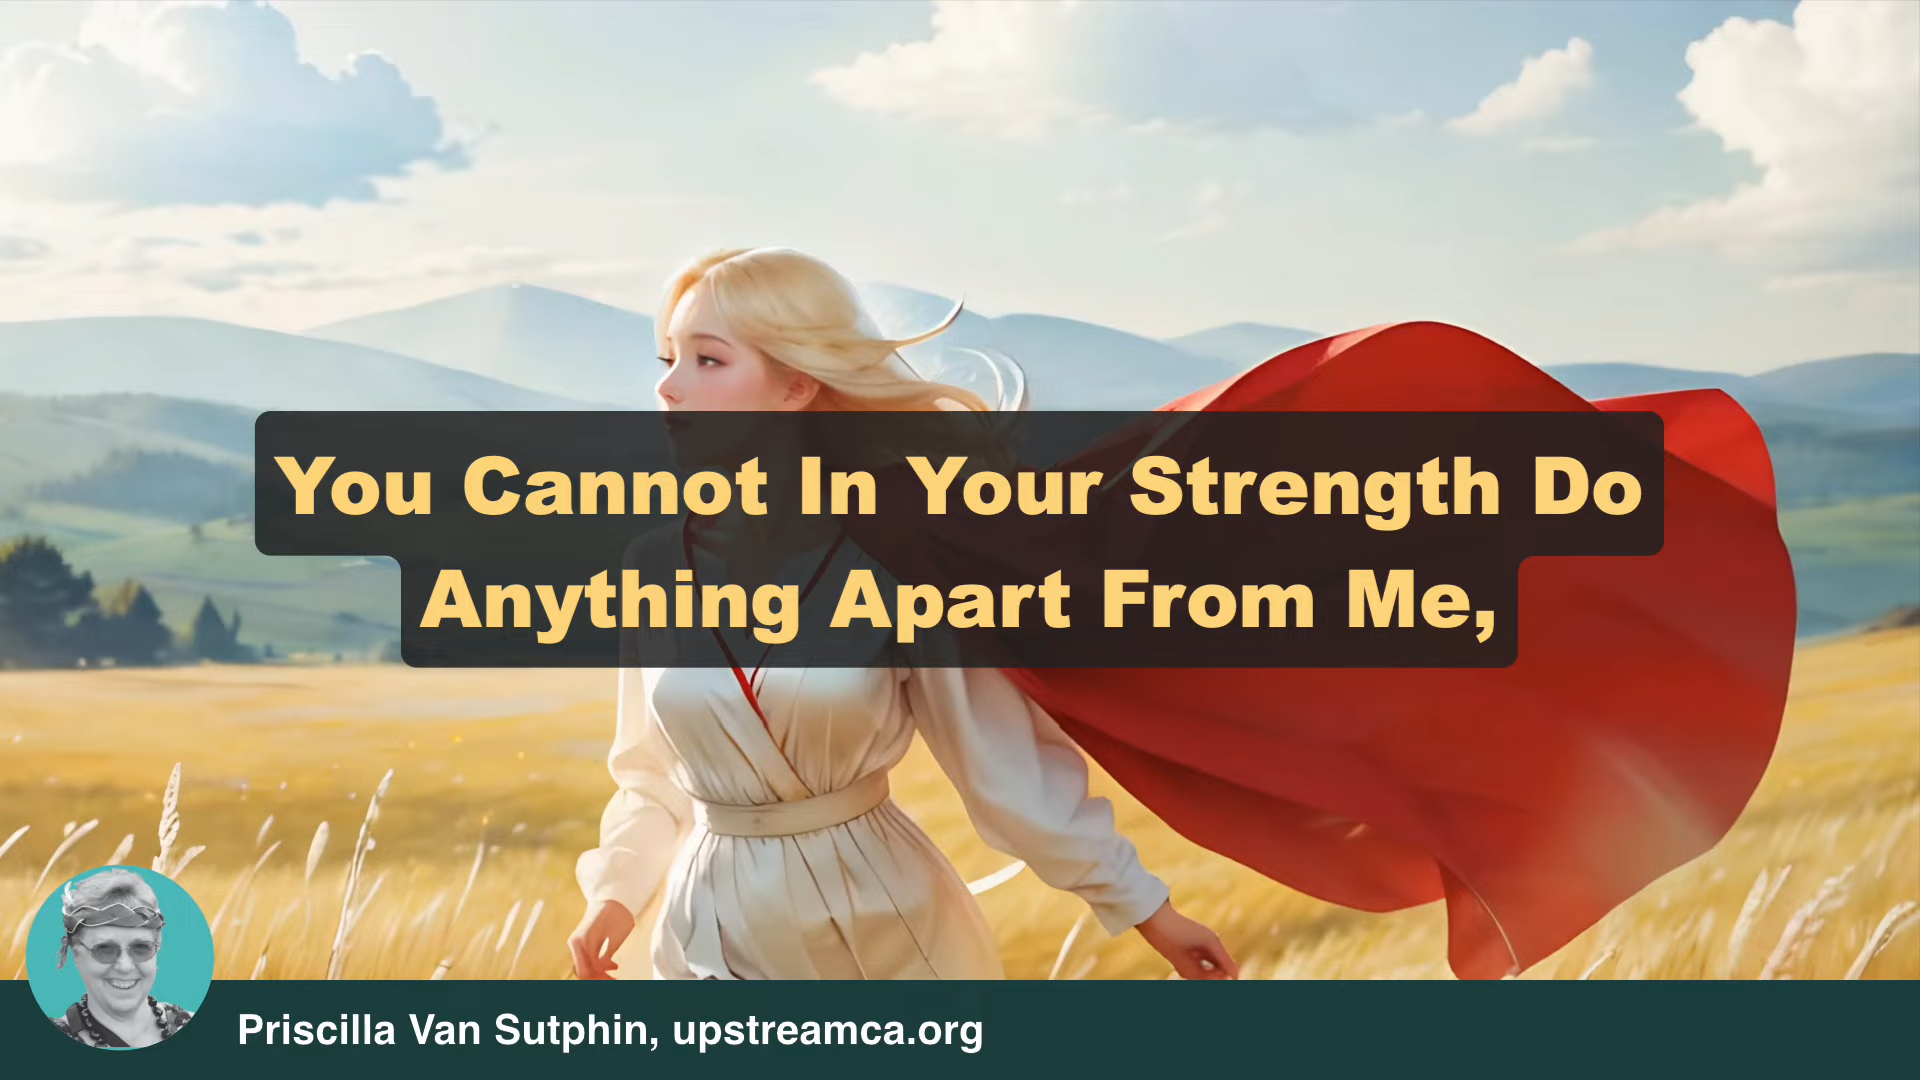 You Cannot In Your Strength Do
Anything Apart From Me,
Priscilla Van Sutphin, upstreamca.org